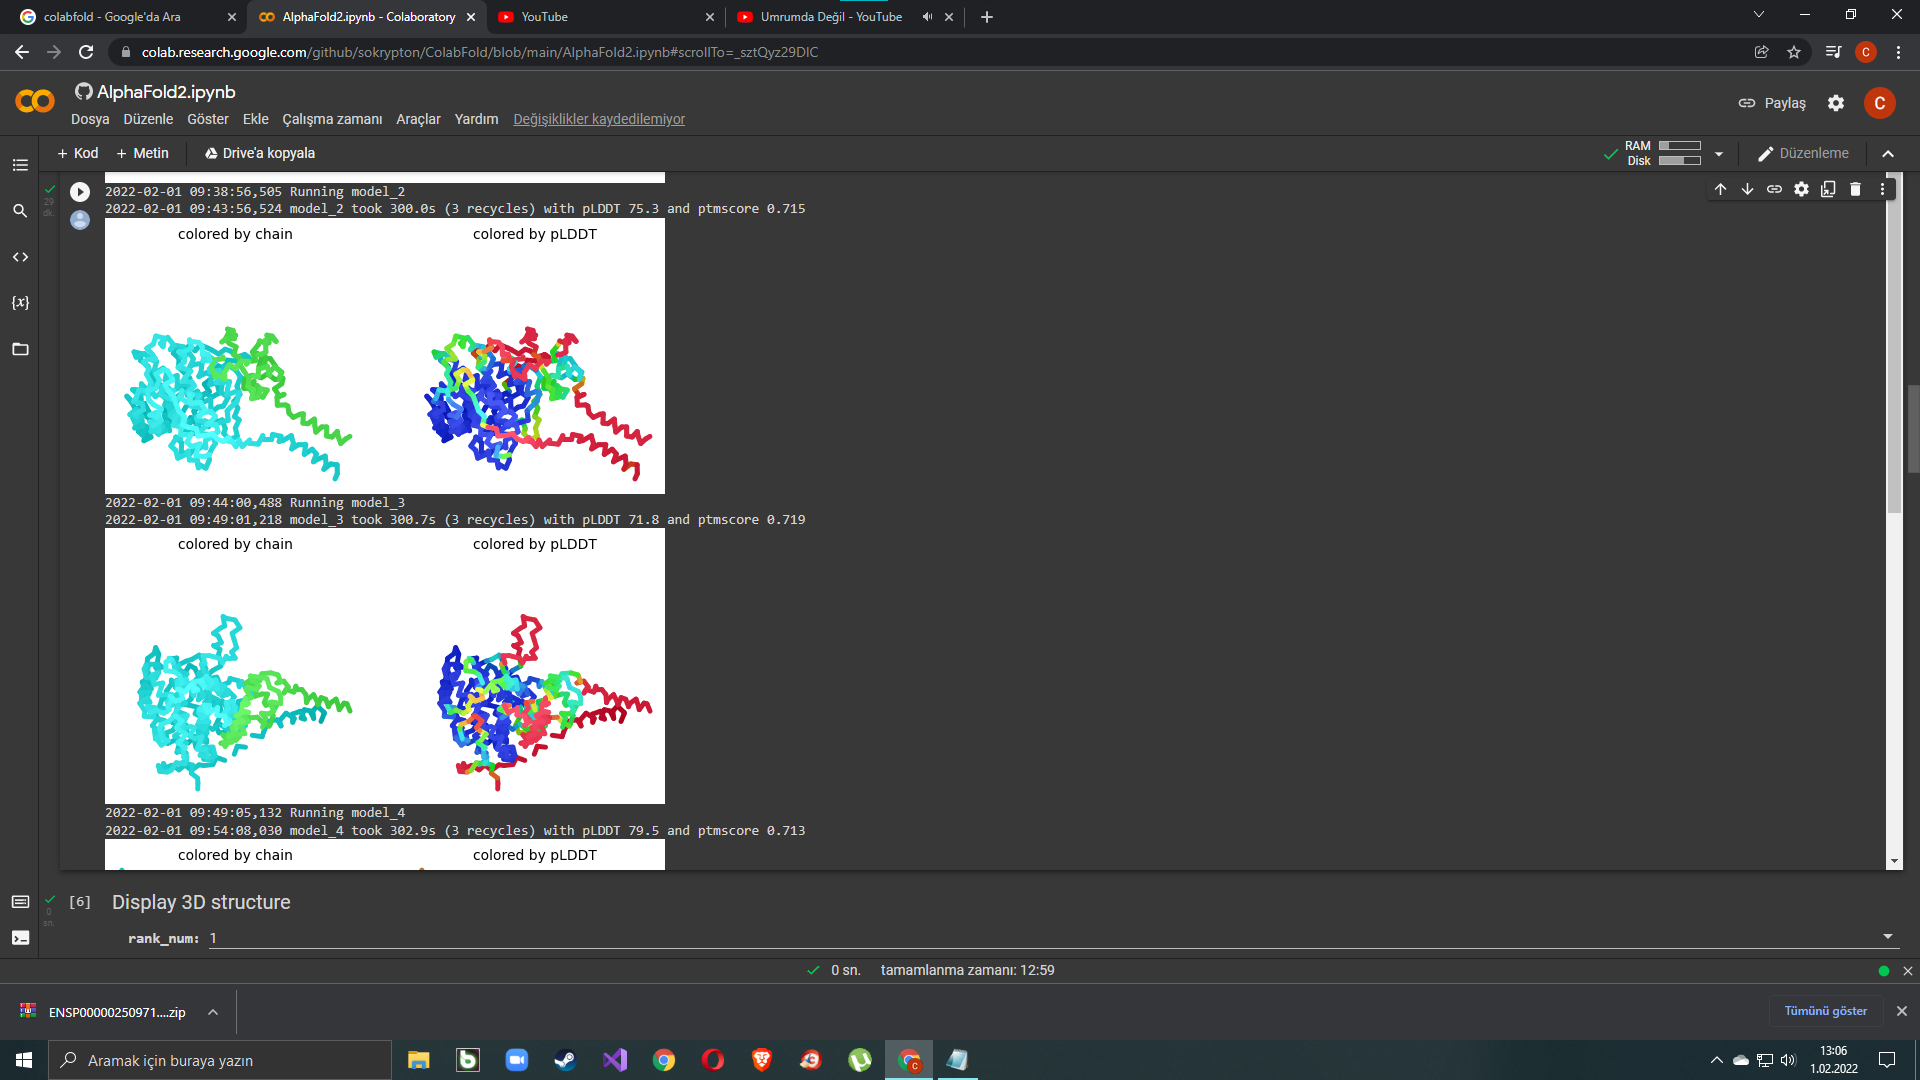 colabfold - Google'da Ara
AlphaFold2.ipynb - Colaboratory
YouTube
Umrumda Değil - YouTube
colab.research.google.com/github/sokrypton/ColabFold/blob/main/AlphaFold2.ipynb#scrollTo=_sztQyz29DIC
C
AlphaFold2.ipynb
Paylaş
C
Dosya Düzenle Göster Ekle Çalışma zamanı Araçlar Yardım Değişiklikler kaydedilemiyor
+ Kod + Metin Drive'a kopyala
RAM
Disk
Düzenleme
29
dk.
{x}
2022-02-01 09:38:56,505 Running model_2
2022-02-01 09:43:56,524 model_2 took 300.0s (3 recycles) with pLDDT 75.3 and ptmscore 0.715
colored by chain colored by pLDDT
2022-02-01 09:44:00,488 Running model_3
2022-02-01 09:49:01,218 model_3 took 300.7s (3 recycles) with pLDDT 71.8 and ptmscore 0.719
colored by chain colored by pLDDT
2022-02-01 09:49:05,132 Running model_4
2022-02-01 09:54:08,030 model_4 took 302.9s (3 recycles) with pLDDT 79.5 and ptmscore 0.713
colored by chain colored by pLDDT
0
sn.
[6] Display 3D structure
rank_num: 1
0 sn. tamamlanma zamanı: 12:59
ENSP00000250971....zip
Tümünü göster
Aramak için buraya yazın
13:06
1.02.2022